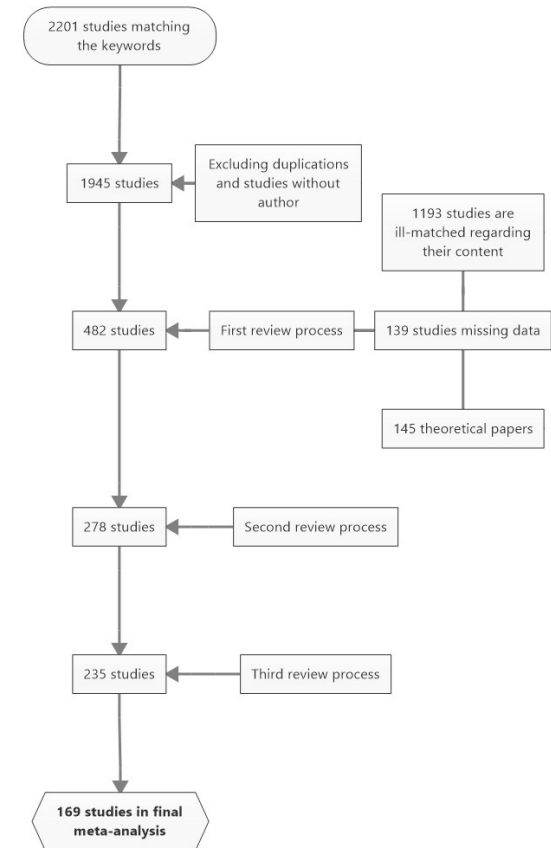 2201 studies matching
the keywords
1945 studies
Excluding duplications
and studies without
author
1193 studies are
ill-matched regarding
their content
482 studies
First review process
139 studies missing data
145 theoretical papers
278 studies
Second review process
235 studies
Third review process
169 studies in final
meta-analysis